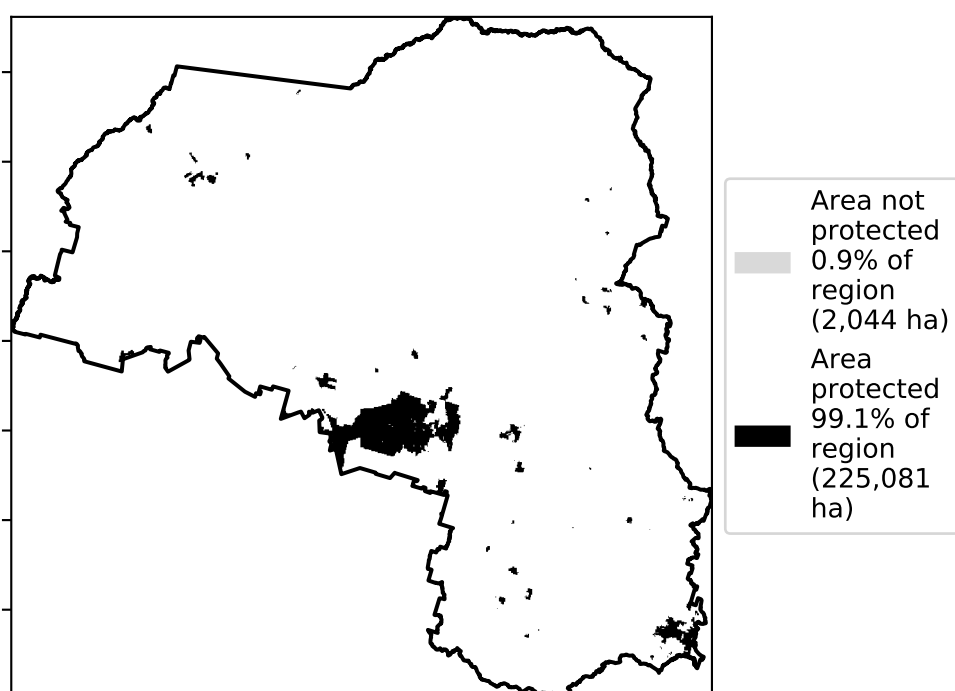 Area not
protected
0.9% of
region
(2,044 ha)
Area
protected
99.1% of
region
(225,081
ha)